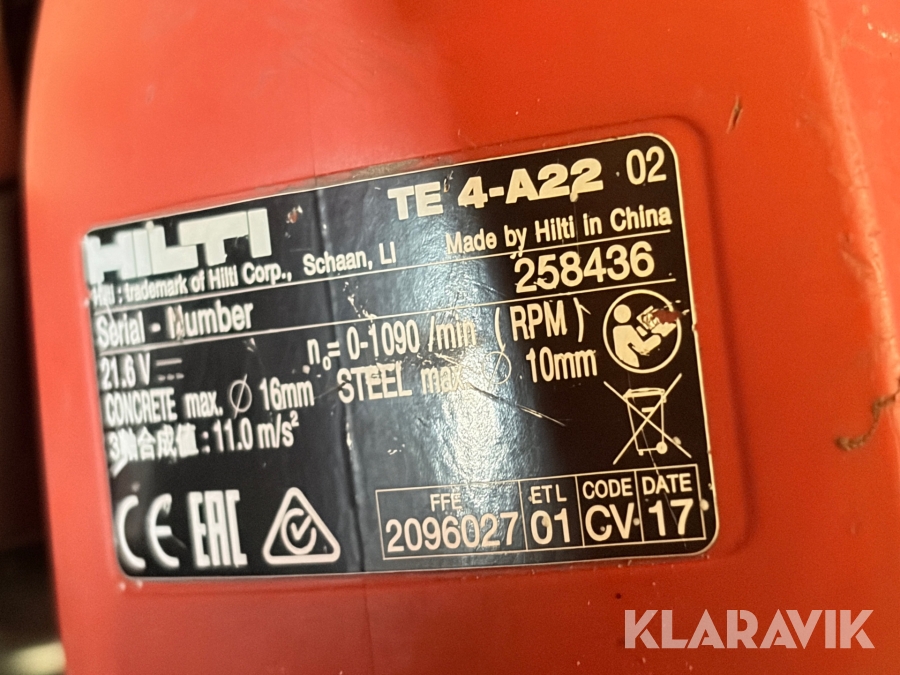 HILTI TE 4-A22 02
Hilti : trademark of Hilti Corp., Schaan, LI Made by Hilti in China
Serial - Number 258436
21.6 V n₀= 0-1090 /min (RPM)
CONCRETE max. Ø 16mm STEEL max. Ø 10mm
3軸合成値 : 11.0 m/s²
CE EAC
FFE ETL CODE DATE
2096027 01 CV 17
KLARAVIK